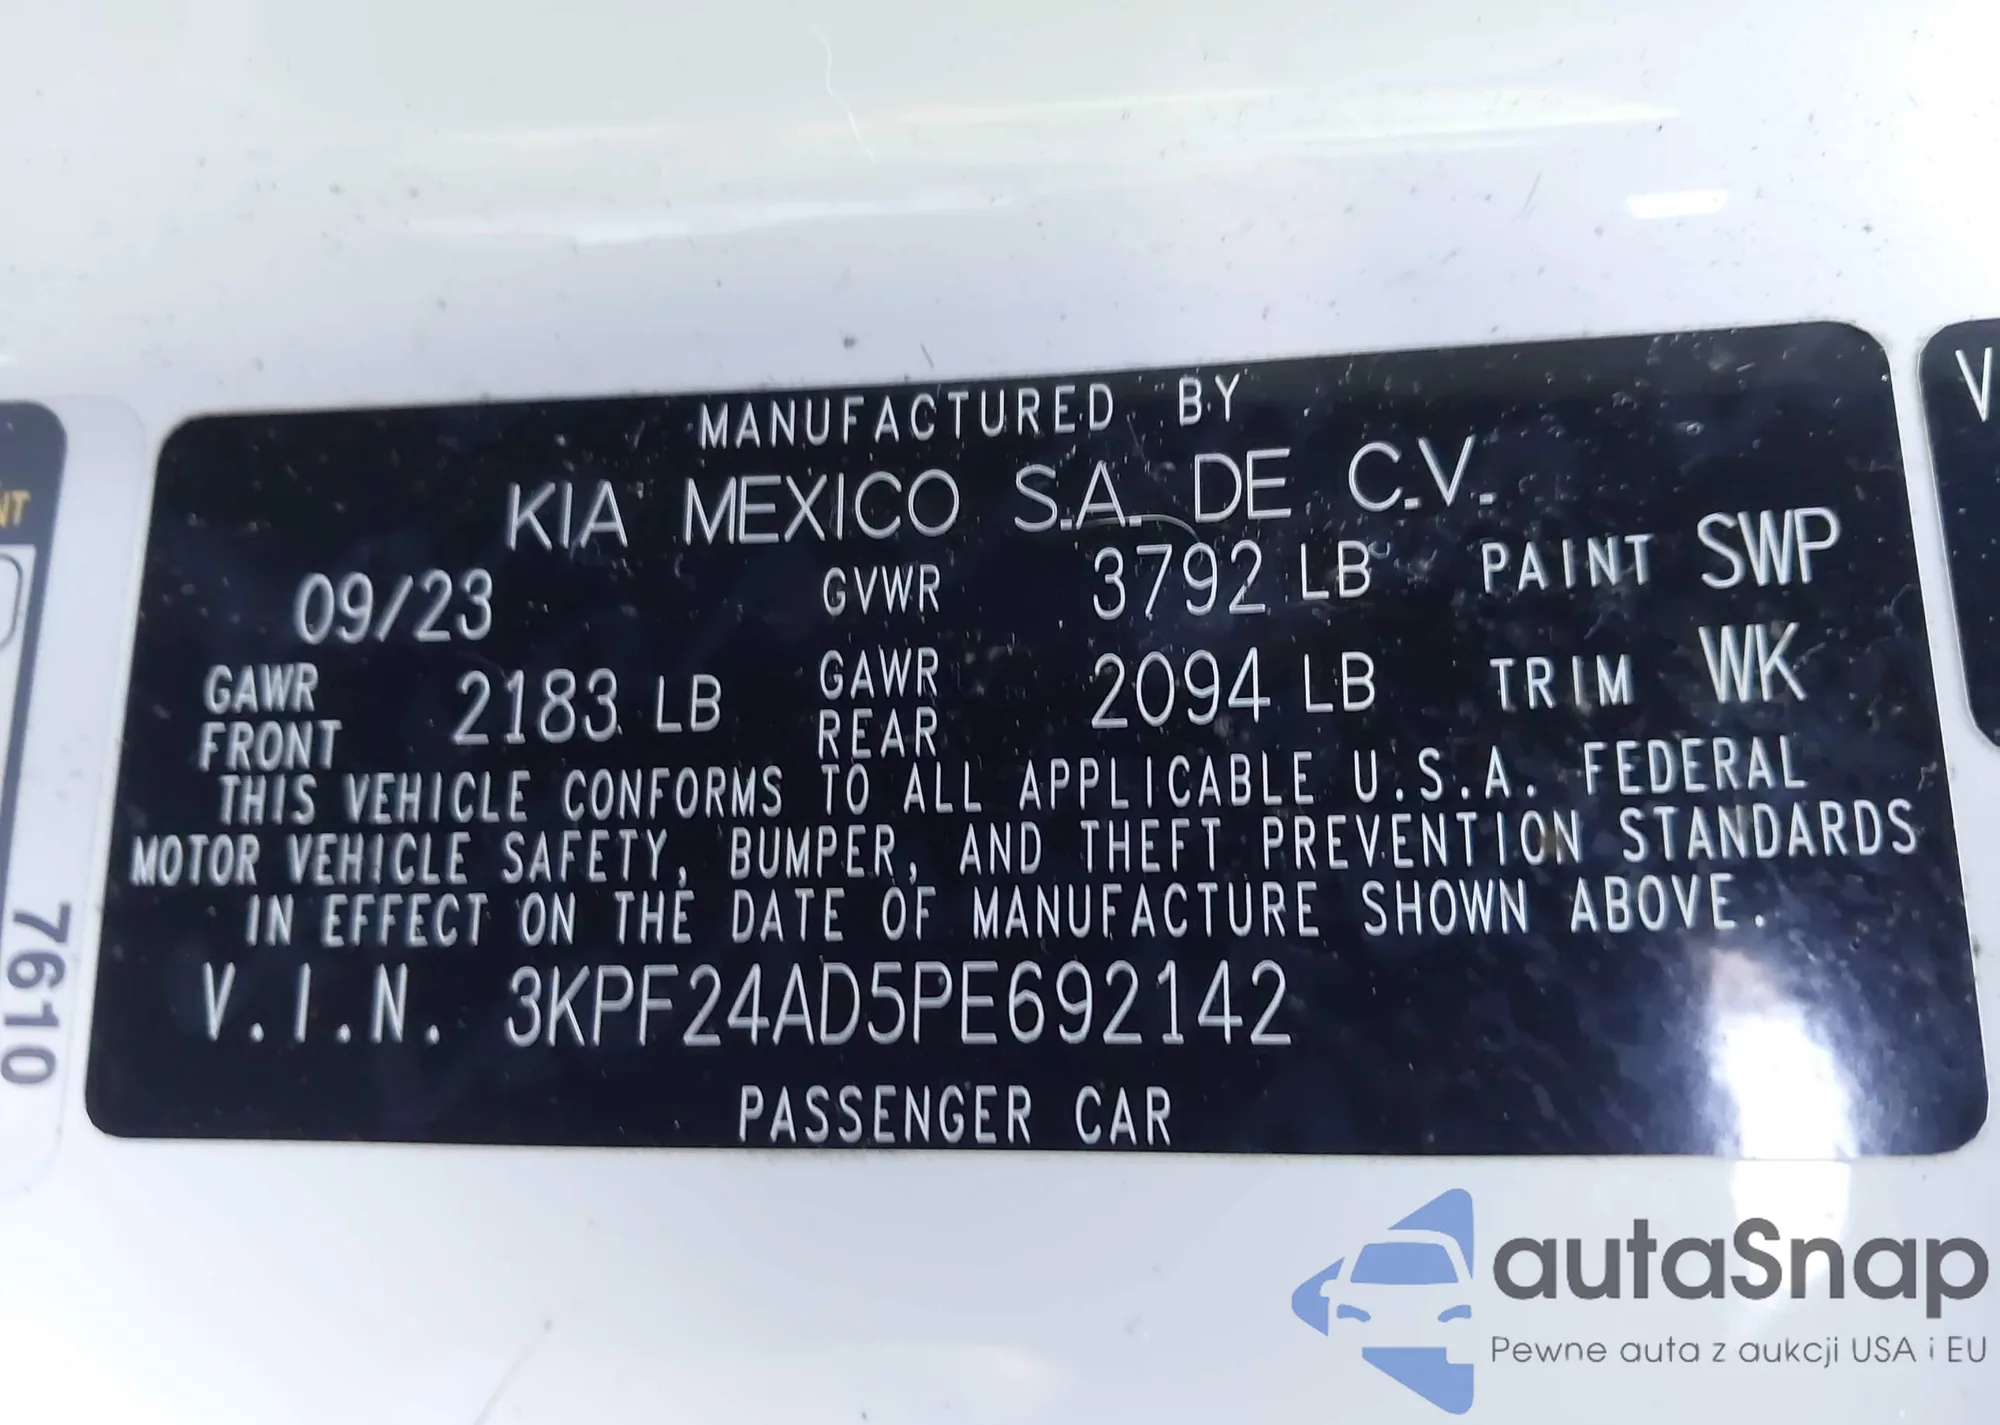 MANUFACTURED BY
KIA MEXICO S.A. DE C.V.
09/23 GVWR 3792 LB PAINT SWP
GAWR FRONT 2183 LB GAWR REAR 2094 LB TRIM WK
THIS VEHICLE CONFORMS TO ALL APPLICABLE U.S.A. FEDERAL
MOTOR VEHICLE SAFETY, BUMPER, AND THEFT PREVENTION STANDARDS
IN EFFECT ON THE DATE OF MANUFACTURE SHOWN ABOVE.
V.I.N. 3KPF24AD5PE692142
PASSENGER CAR
7610
autaSnap
Pewne auta z aukcji USA i EU